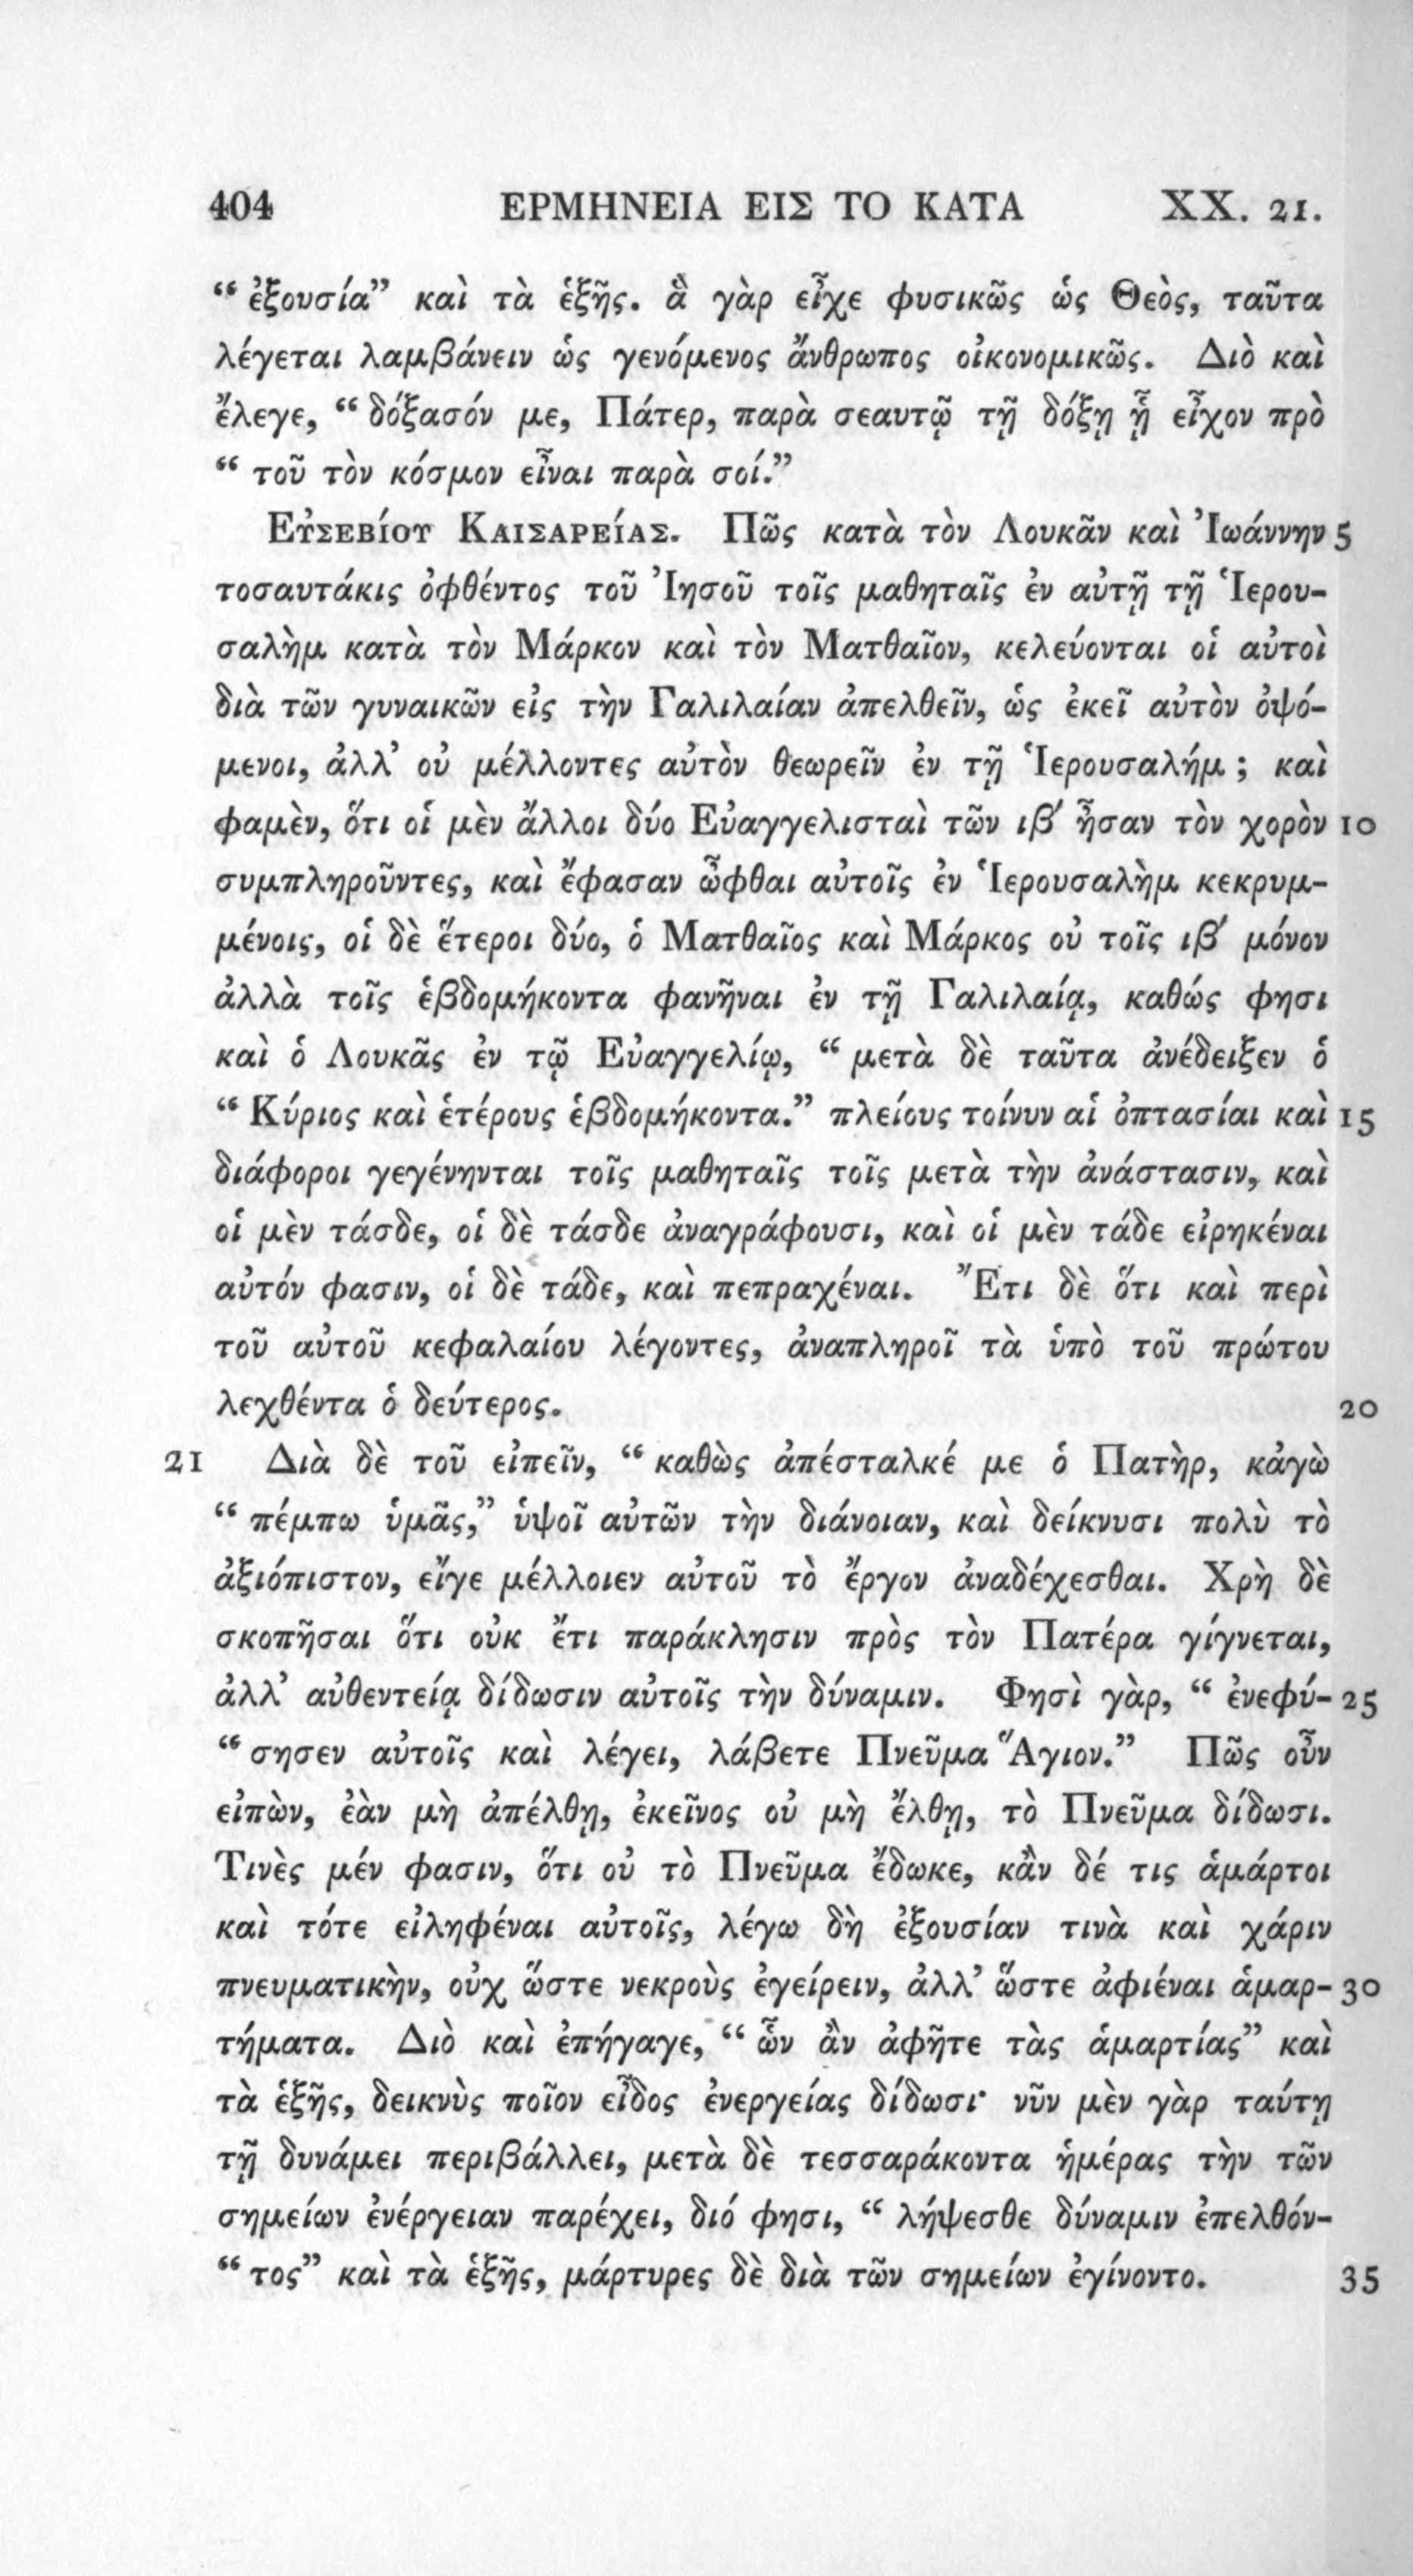 404 ΕΡΜΗΝΕΙΑ ΕΙΣ ΤΟ ΚΑΤΑ XX. 21.
“ ἐξουσία” καὶ τὰ ἑξῆς. ἃ γὰρ εἶχε φυσικῶς ὡς Θεὸς, ταῦτα
λέγεται λαμβάνειν ὡς γενόμενος ἄνθρωπος οἰκονομικῶς. Διὸ καὶ
ἔλεγε, “ δόξασόν με, Πάτερ, παρὰ σεαυτῷ τῇ δόξῃ ᾗ εἶχον πρὸ
“ τοῦ τὸν κόσμον εἶναι παρὰ σοί.”
ΕὐΣΕΒίΟΥ ΚΑΙΣΑΡΕίΑΣ. Πῶς κατὰ τὸν Λουκᾶν καὶ Ἰωάννην 5
τοσαυτάκις ὀφθέντος τοῦ Ἰησοῦ τοῖς μαθηταῖς ἐν αὐτῇ τῇ Ἱερου-
σαλὴμ κατὰ τὸν Μάρκον καὶ τὸν Ματθαῖον, κελεύονται οἱ αὐτοὶ
διὰ τῶν γυναικῶν εἰς τὴν Γαλιλαίαν ἀπελθεῖν, ὡς ἐκεῖ αὐτὸν ὀψό-
μενοι, ἀλλ’ οὐ μέλλοντες αὐτὸν θεωρεῖν ἐν τῇ Ἱερουσαλήμ ; καὶ
φαμὲν, ὅτι οἱ μὲν ἄλλοι δύο Εὐαγγελισταὶ τῶν ιβ′ ἦσαν τὸν χορὸν 10
συμπληροῦντες, καὶ ἔφασαν ὦφθαι αὐτοῖς ἐν Ἱερουσαλὴμ κεκρυμ-
μένοις, οἱ δὲ ἕτεροι δύο, ὁ Ματθαῖος καὶ Μάρκος οὐ τοῖς ιβ′ μόνον
ἀλλὰ τοῖς ἑβδομήκοντα φανῆναι ἐν τῇ Γαλιλαίᾳ, καθώς φησι
καὶ ὁ Λουκᾶς ἐν τῷ Εὐαγγελίῳ, “ μετὰ δὲ ταῦτα ἀνέδειξεν ὁ
“ Κύριος καὶ ἑτέρους ἑβδομήκοντα.” πλείους τοίνυν αἱ ὀπτασίαι καὶ 15
διάφοροι γεγένηνται τοῖς μαθηταῖς τοῖς μετὰ τὴν ἀνάστασιν, καὶ
οἱ μὲν τάσδε, οἱ δὲ τάσδε ἀναγράφουσι, καὶ οἱ μὲν τάδε εἰρηκέναι
αὐτόν φασιν, οἱ δὲ τάδε, καὶ πεπραχέναι. Ἔτι δὲ ὅτι καὶ περὶ
τοῦ αὐτοῦ κεφαλαίου λέγοντες, ἀναπληροῖ τὰ ὑπὸ τοῦ πρώτου
λεχθέντα ὁ δεύτερος. 20
21 Διὰ δὲ τοῦ εἰπεῖν, “ καθὼς ἀπέσταλκέ με ὁ Πατὴρ, κἀγὼ
“ πέμπω ὑμᾶς,” ὑψοῖ αὐτῶν τὴν διάνοιαν, καὶ δείκνυσι πολὺ τὸ
ἀξιόπιστον, εἴγε μέλλοιεν αὐτοῦ τὸ ἔργον ἀναδέχεσθαι. Χρὴ δὲ
σκοπῆσαι ὅτι οὐκ ἔτι παράκλησιν πρὸς τὸν Πατέρα γίγνεται,
ἀλλ’ αὐθεντείᾳ δίδωσιν αὐτοῖς τὴν δύναμιν. Φησὶ γὰρ, “ ἐνεφύ- 25
“ σησεν αὐτοῖς καὶ λέγει, λάβετε Πνεῦμα Ἅγιον.” Πῶς οὖν
εἰπὼν, ἐὰν μὴ ἀπέλθῃ, ἐκεῖνος οὐ μὴ ἔλθῃ, τὸ Πνεῦμα δίδωσι.
Τινὲς μέν φασιν, ὅτι οὐ τὸ Πνεῦμα ἔδωκε, κἂν δέ τις ἁμάρτοι
καὶ τότε εἰληφέναι αὐτοῖς, λέγω δὴ ἐξουσίαν τινὰ καὶ χάριν
πνευματικὴν, οὐχ ὥστε νεκροὺς ἐγείρειν, ἀλλ’ ὥστε ἀφιέναι ἁμαρ- 30
τήματα. Διὸ καὶ ἐπήγαγε, “ ὧν ἂν ἀφῆτε τὰς ἁμαρτίας” καὶ
τὰ ἑξῆς, δεικνὺς ποῖον εἶδος ἐνεργείας δίδωσι· νῦν μὲν γὰρ ταύτῃ
τῇ δυνάμει περιβάλλει, μετὰ δὲ τεσσαράκοντα ἡμέρας τὴν τῶν
σημείων ἐνέργειαν παρέχει, διό φησι, “ λήψεσθε δύναμιν ἐπελθόν-
“ τος” καὶ τὰ ἑξῆς, μάρτυρες δὲ διὰ τῶν σημείων ἐγίνοντο. 35